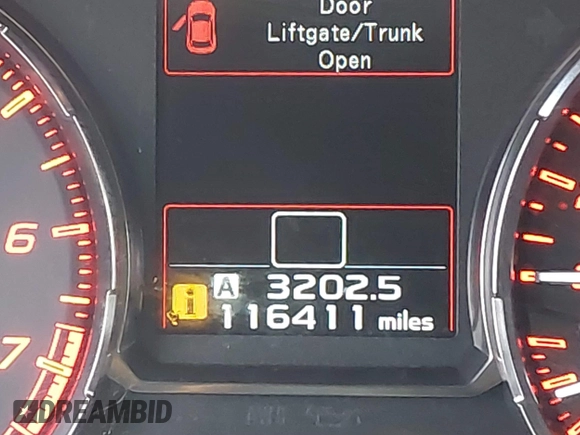 Door
Liftgate/Trunk
Open
6
A 3202.5
i 116411 miles
7
DREAMBID